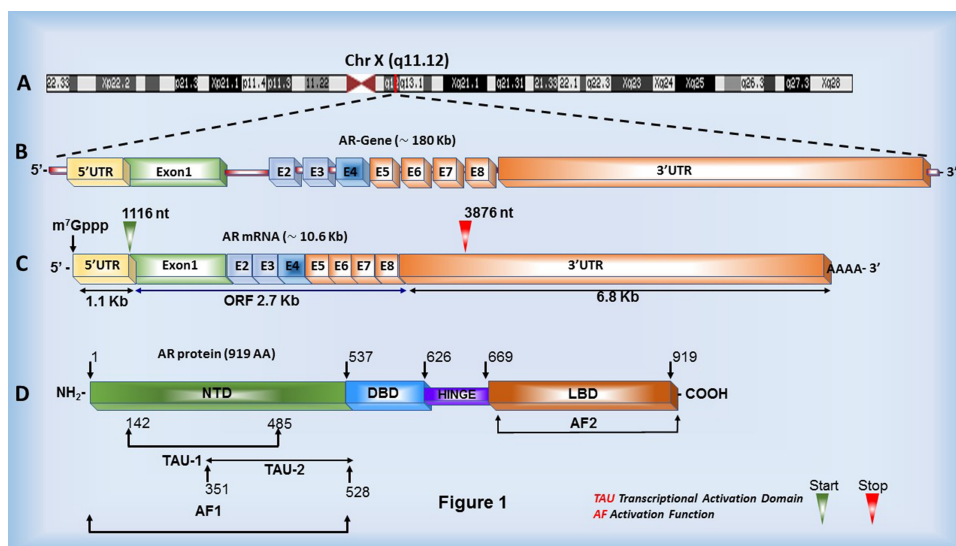 Chr X (q11.12)
A
22.33 Xp22.2 p21.3 Xp21.1 p11.4 p11.3 11.22 q13.1 Xq21.1 q21.31 21.33 22.1 q22.3 Xq23 Xq24 Xq25 q26.3 q27.3 Xq28
AR-Gene (~ 180 Kb)
B
5'- 5'UTR Exon1 E2 E3 E4 E5 E6 E7 E8 3'UTR - 3'
1116 nt 3876 nt
m7Gppp
AR mRNA (~ 10.6 Kb)
C
5' - 5'UTR Exon1 E2 E3 E4 E5 E6 E7 E8 3'UTR AAAA- 3'
1.1 Kb ORF 2.7 Kb 6.8 Kb
1 AR protein (919 AA) 537 626 669 919
D
NH2- NTD DBD HINGE LBD - COOH
142 485 AF2
TAU-1 TAU-2
351 528
AF1
Figure 1
TAU Transcriptional Activation Domain
AF Activation Function
Start Stop